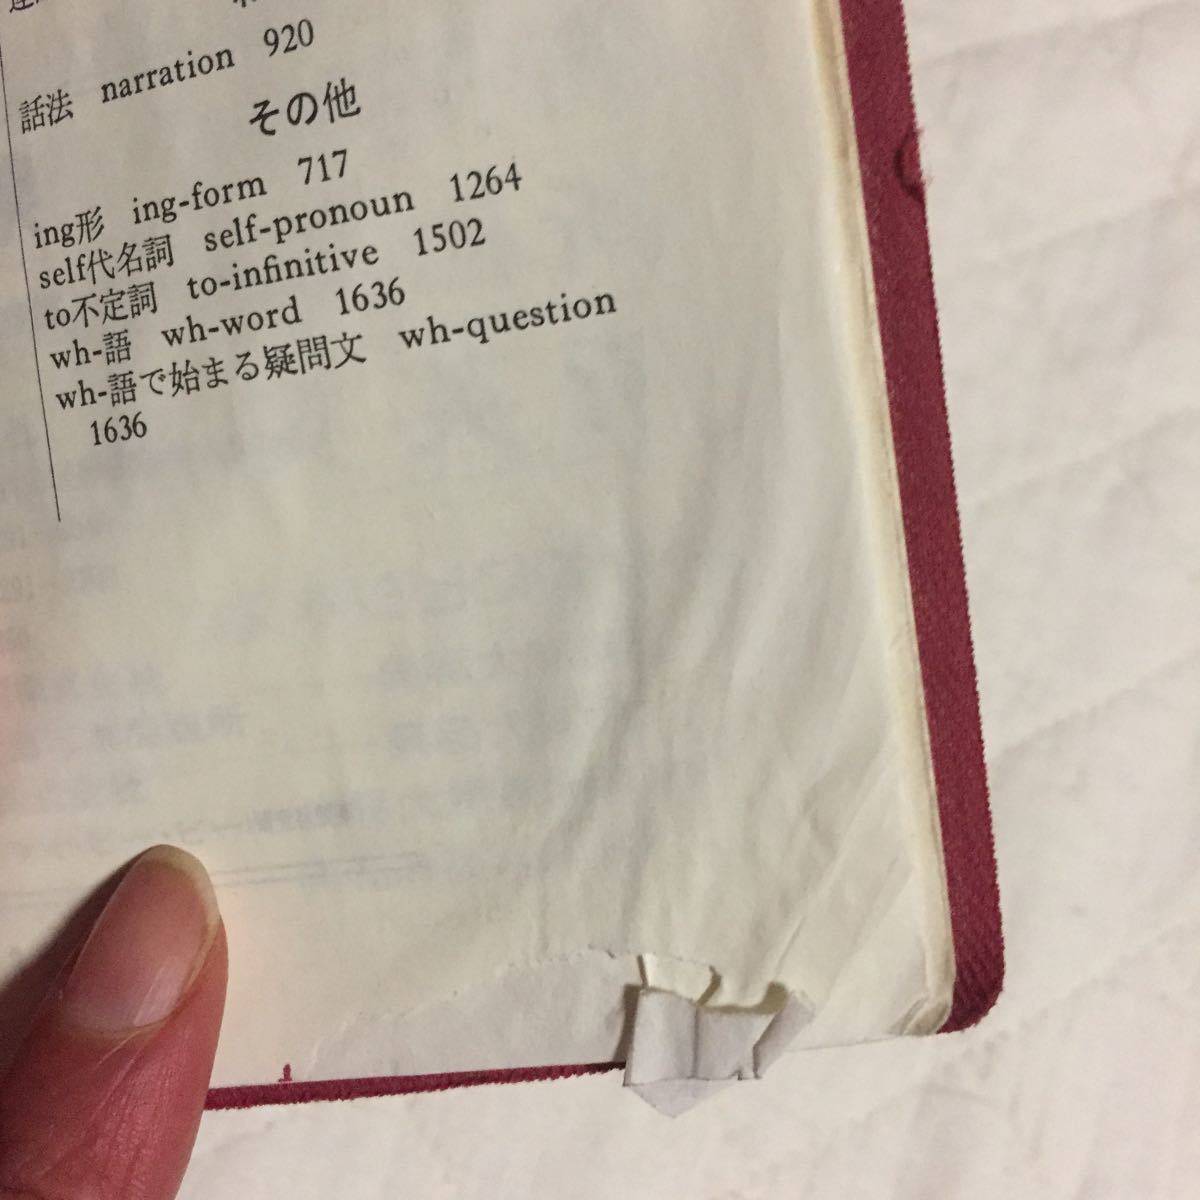 話法 narration 920
その他
ing形 ing-form 717
self代名詞 self-pronoun 1264
to不定詞 to-infinitive 1502
wh-語 wh-word 1636
wh-語で始まる疑問文 wh-question
1636